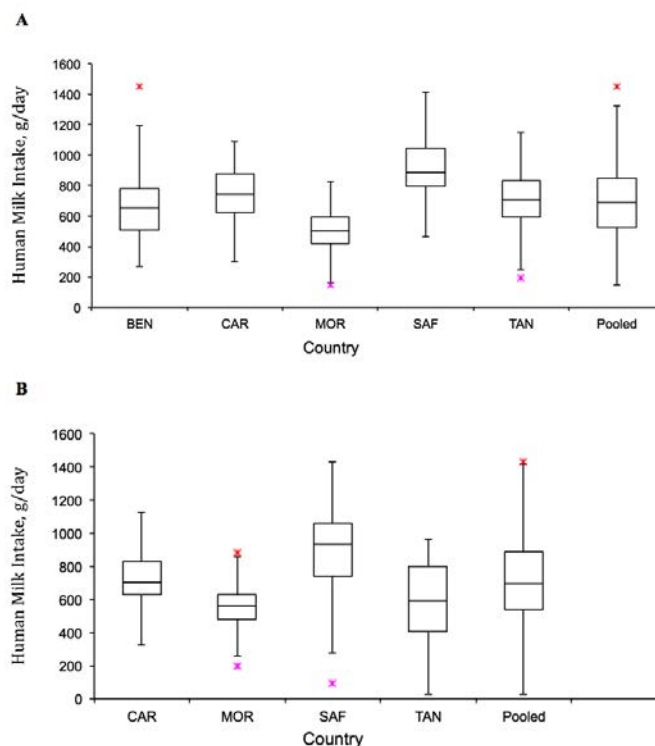 A
Human Milk Intake, g/day
1600
1400
1200
1000
800
600
400
200
0
BEN CAR MOR SAF TAN Pooled
Country
B
Human Milk Intake, g/day
1600
1400
1200
1000
800
600
400
200
0
CAR MOR SAF TAN Pooled
Country